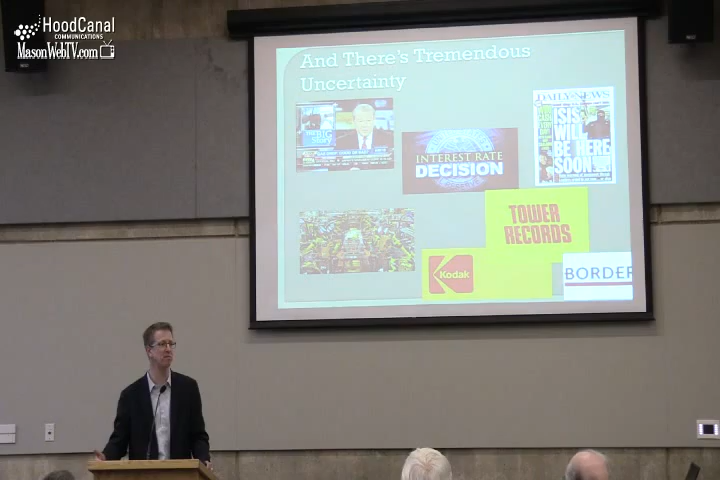 HoodCanal
COMMUNICATIONS
MasonWebTV.com
And There's Tremendous
Uncertainty
INTEREST RATE
DECISION
DAILY NEWS
ISIS
WILL
BE HERE
SOON
TOWER
RECORDS
Kodak
BORDER